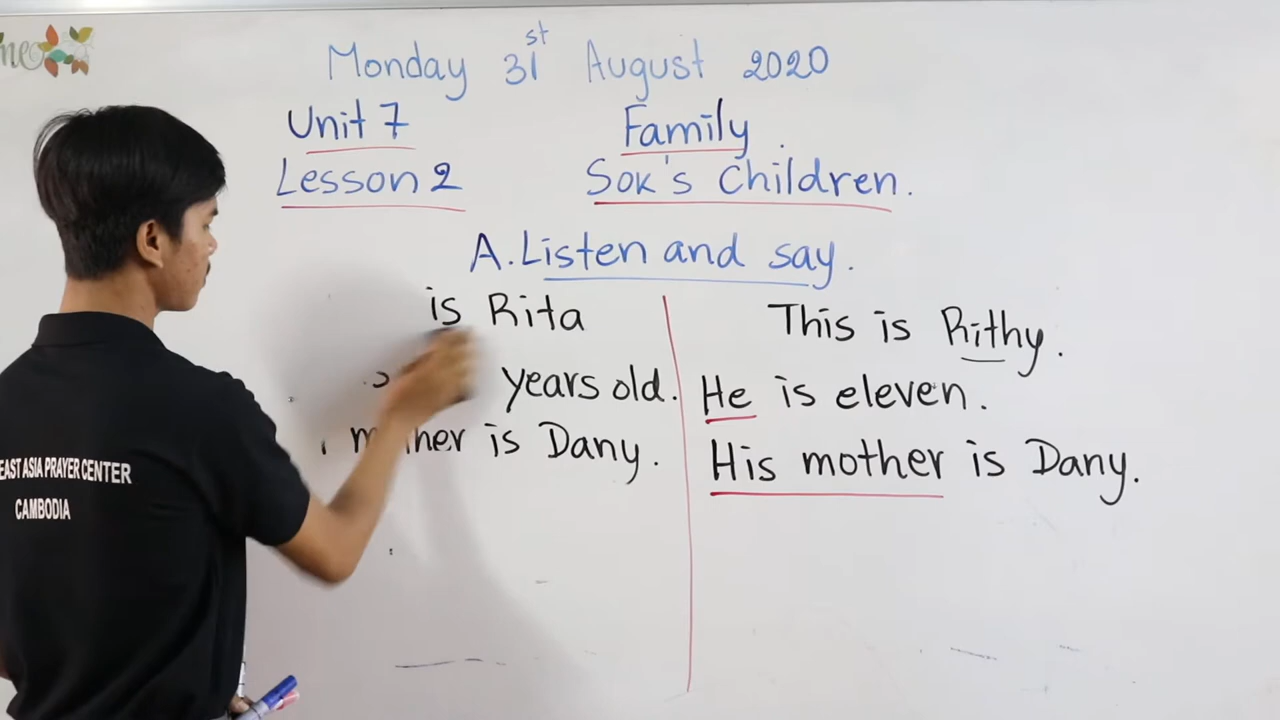 Monday 31st August 2020
Unit 7 Family.
Lesson 2 Sok's Children.
A. Listen and say.
is Rita
years old.
mother is Dany.
This is Rithy.
He is eleven.
His mother is Dany.
EAST ASIA PRAYER CENTER
CAMBODIA